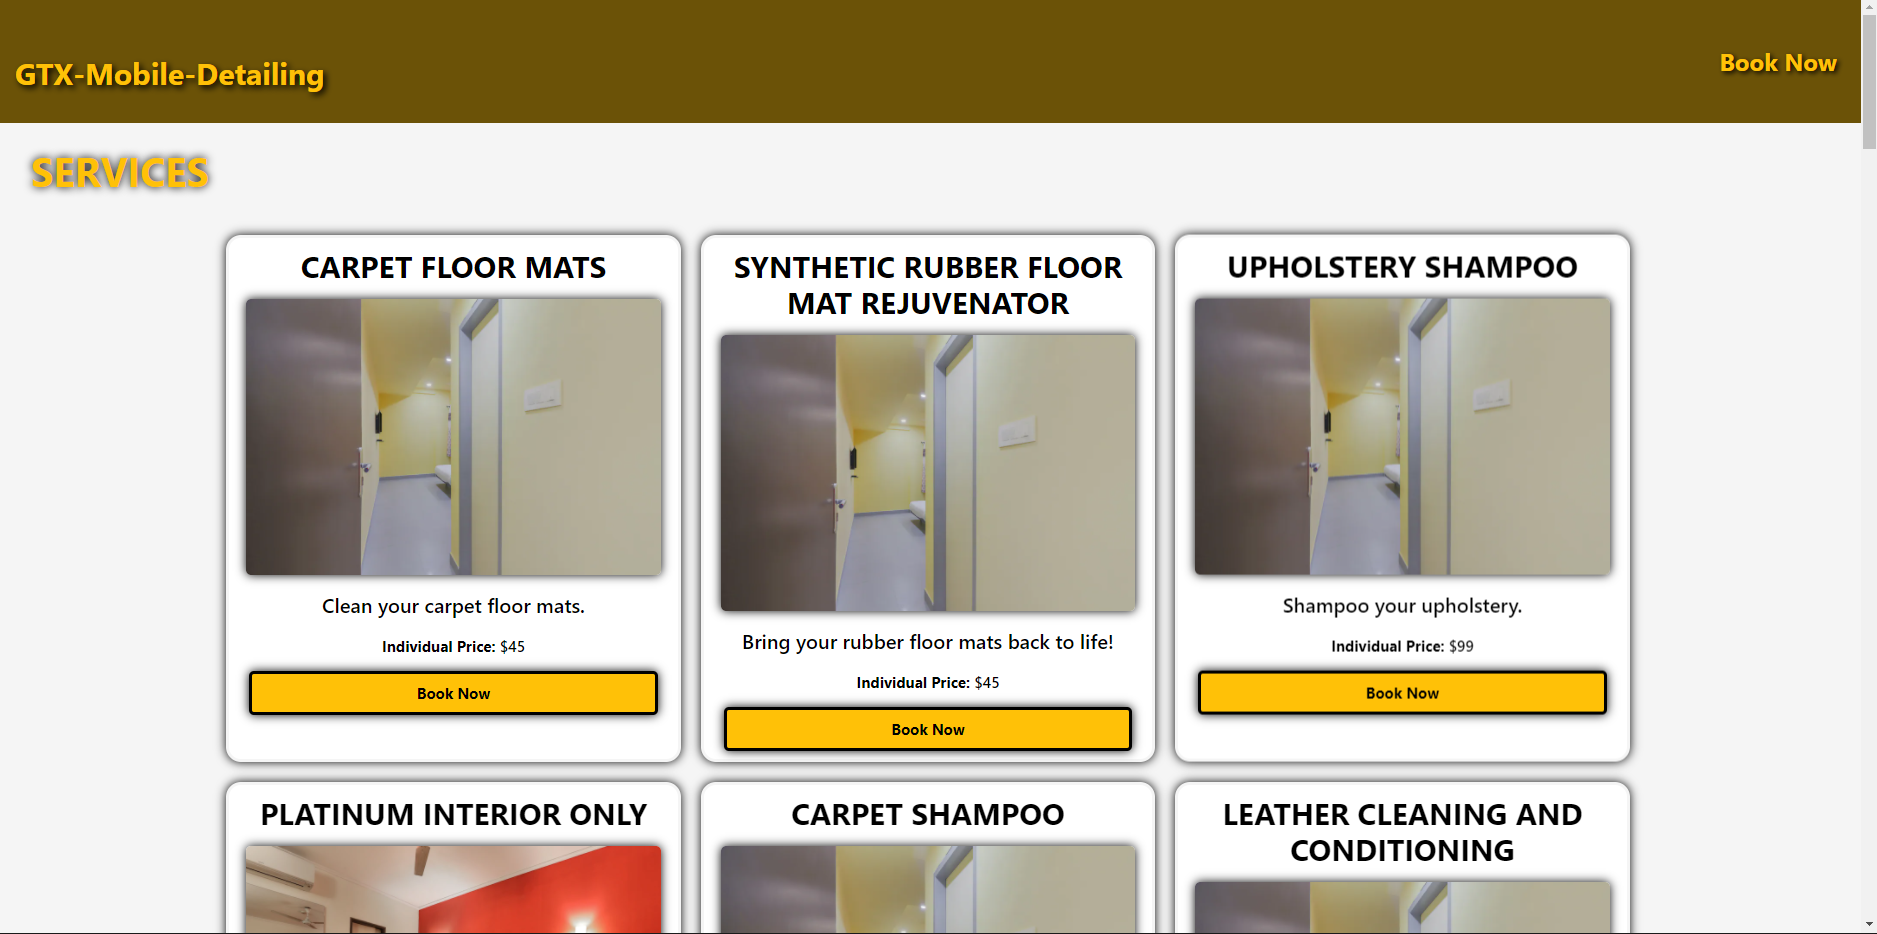 GTX-Mobile-Detailing
Book Now
SERVICES
CARPET FLOOR MATS
Clean your carpet floor mats.
Individual Price: $45
Book Now
SYNTHETIC RUBBER FLOOR
MAT REJUVENATOR
Bring your rubber floor mats back to life!
Individual Price: $45
Book Now
UPHOLSTERY SHAMPOO
Shampoo your upholstery.
Individual Price: $99
Book Now
PLATINUM INTERIOR ONLY
CARPET SHAMPOO
LEATHER CLEANING AND
CONDITIONING